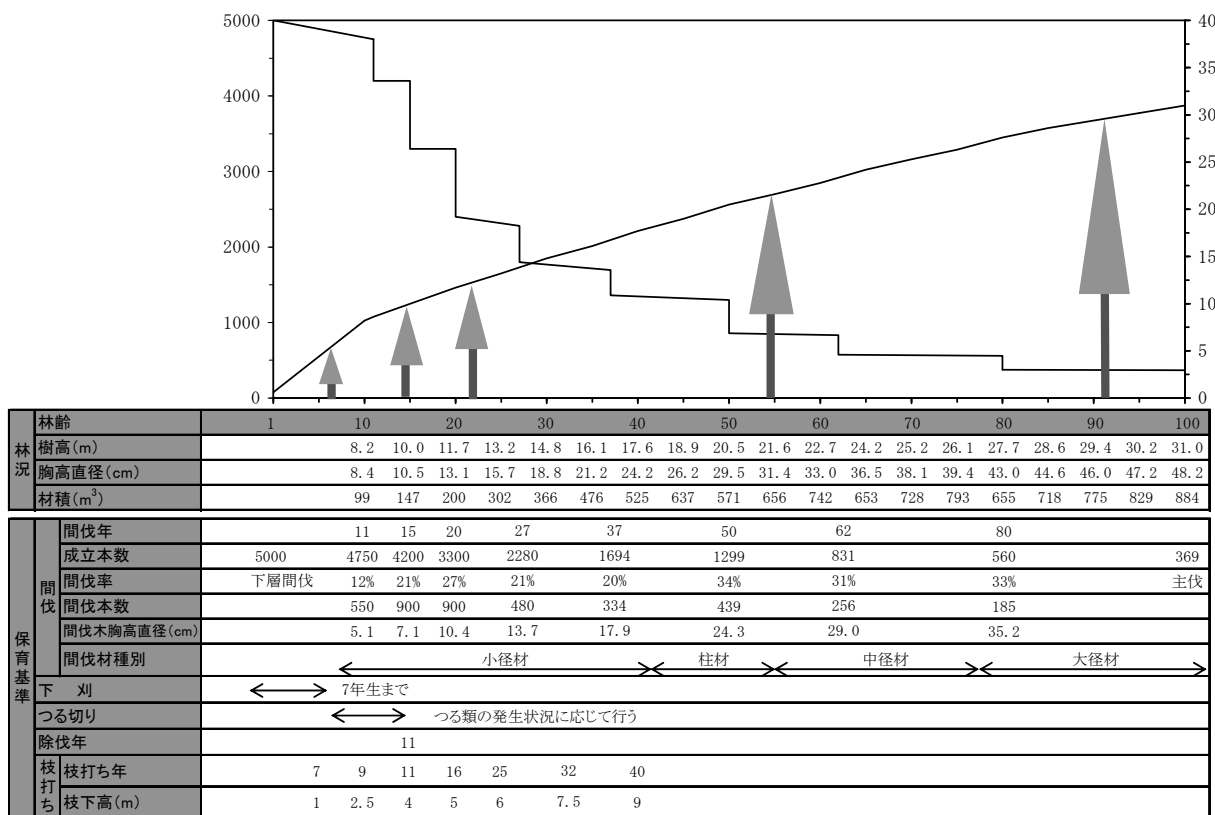 5000
4000
3000
2000
1000
0
40
35
30
25
20
15
10
5
0
林況
林齢 1 10 20 30 40 50 60 70 80 90 100
樹高(m) 8.2 10.0 11.7 13.2 14.8 16.1 17.6 18.9 20.5 21.6 22.7 24.2 25.2 26.1 27.7 28.6 29.4 30.2 31.0
胸高直径(cm) 8.4 10.5 13.1 15.7 18.8 21.2 24.2 26.2 29.5 31.4 33.0 36.5 38.1 39.4 43.0 44.6 46.0 47.2 48.2
材積(m³) 99 147 200 302 366 476 525 637 571 656 742 653 728 793 655 718 775 829 884
保育基準
間伐
間伐年 11 15 20 27 37 50 62 80
成立本数 5000 4750 4200 3300 2280 1694 1299 831 560 369
間伐率 下層間伐 12% 21% 27% 21% 20% 34% 31% 33% 主伐
間伐本数 550 900 900 480 334 439 256 185
間伐木胸高直径(cm) 5.1 7.1 10.4 13.7 17.9 24.3 29.0 35.2
間伐材種別 小径材 柱材 中径材 大径材
下 刈 7年生まで
つる切り つる類の発生状況に応じて行う
除伐年 11
枝打ち
枝打ち年 7 9 11 16 25 32 40
枝下高(m) 1 2.5 4 5 6 7.5 9